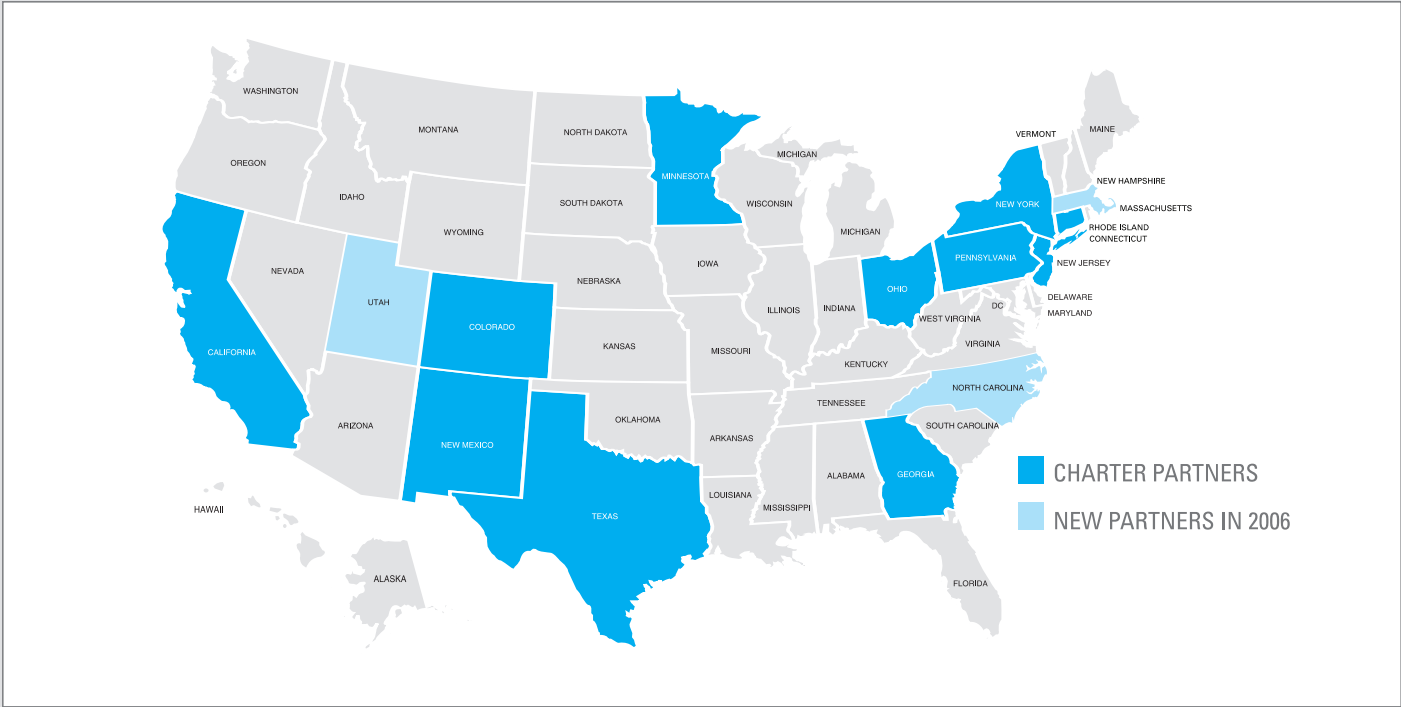 WASHINGTON
MONTANA
NORTH DAKOTA
MINNESOTA
OREGON
IDAHO
WYOMING
SOUTH DAKOTA
WISCONSIN
MICHIGAN
MICHIGAN
VERMONT
MAINE
NEW HAMPSHIRE
MASSACHUSETTS
NEW YORK
RHODE ISLAND
CONNECTICUT
PENNSYLVANIA
NEW JERSEY
NEVADA
UTAH
COLORADO
NEBRASKA
IOWA
ILLINOIS
INDIANA
OHIO
DELAWARE
MARYLAND
DC
WEST VIRGINIA
VIRGINIA
CALIFORNIA
KANSAS
MISSOURI
KENTUCKY
NORTH CAROLINA
TENNESSEE
SOUTH CAROLINA
ARIZONA
NEW MEXICO
OKLAHOMA
ARKANSAS
TEXAS
LOUISIANA
MISSISSIPPI
ALABAMA
GEORGIA
FLORIDA
HAWAII
ALASKA
CHARTER PARTNERS
NEW PARTNERS IN 2006